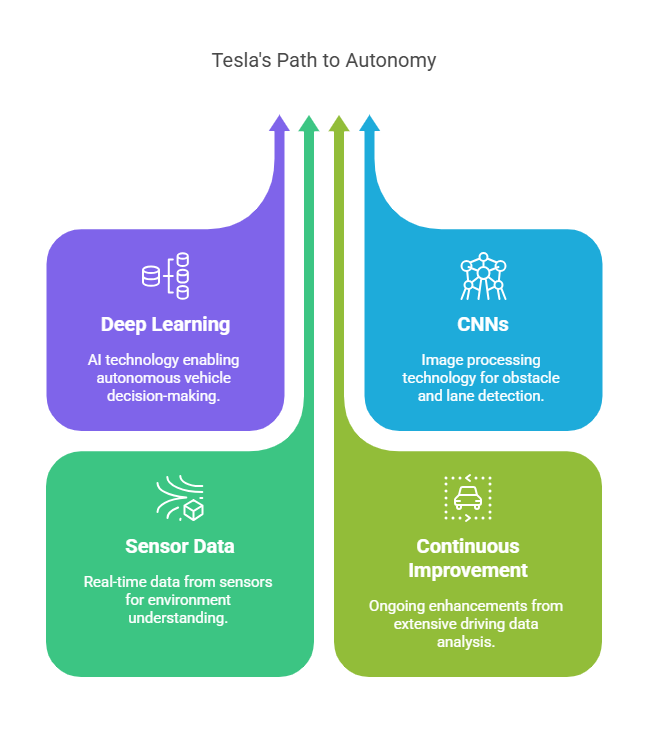 Tesla's Path to Autonomy
Deep Learning
AI technology enabling
autonomous vehicle
decision-making.
CNNs
Image processing
technology for obstacle
and lane detection.
Sensor Data
Real-time data from sensors
for environment
understanding.
Continuous
Improvement
Ongoing enhancements from
extensive driving data
analysis.